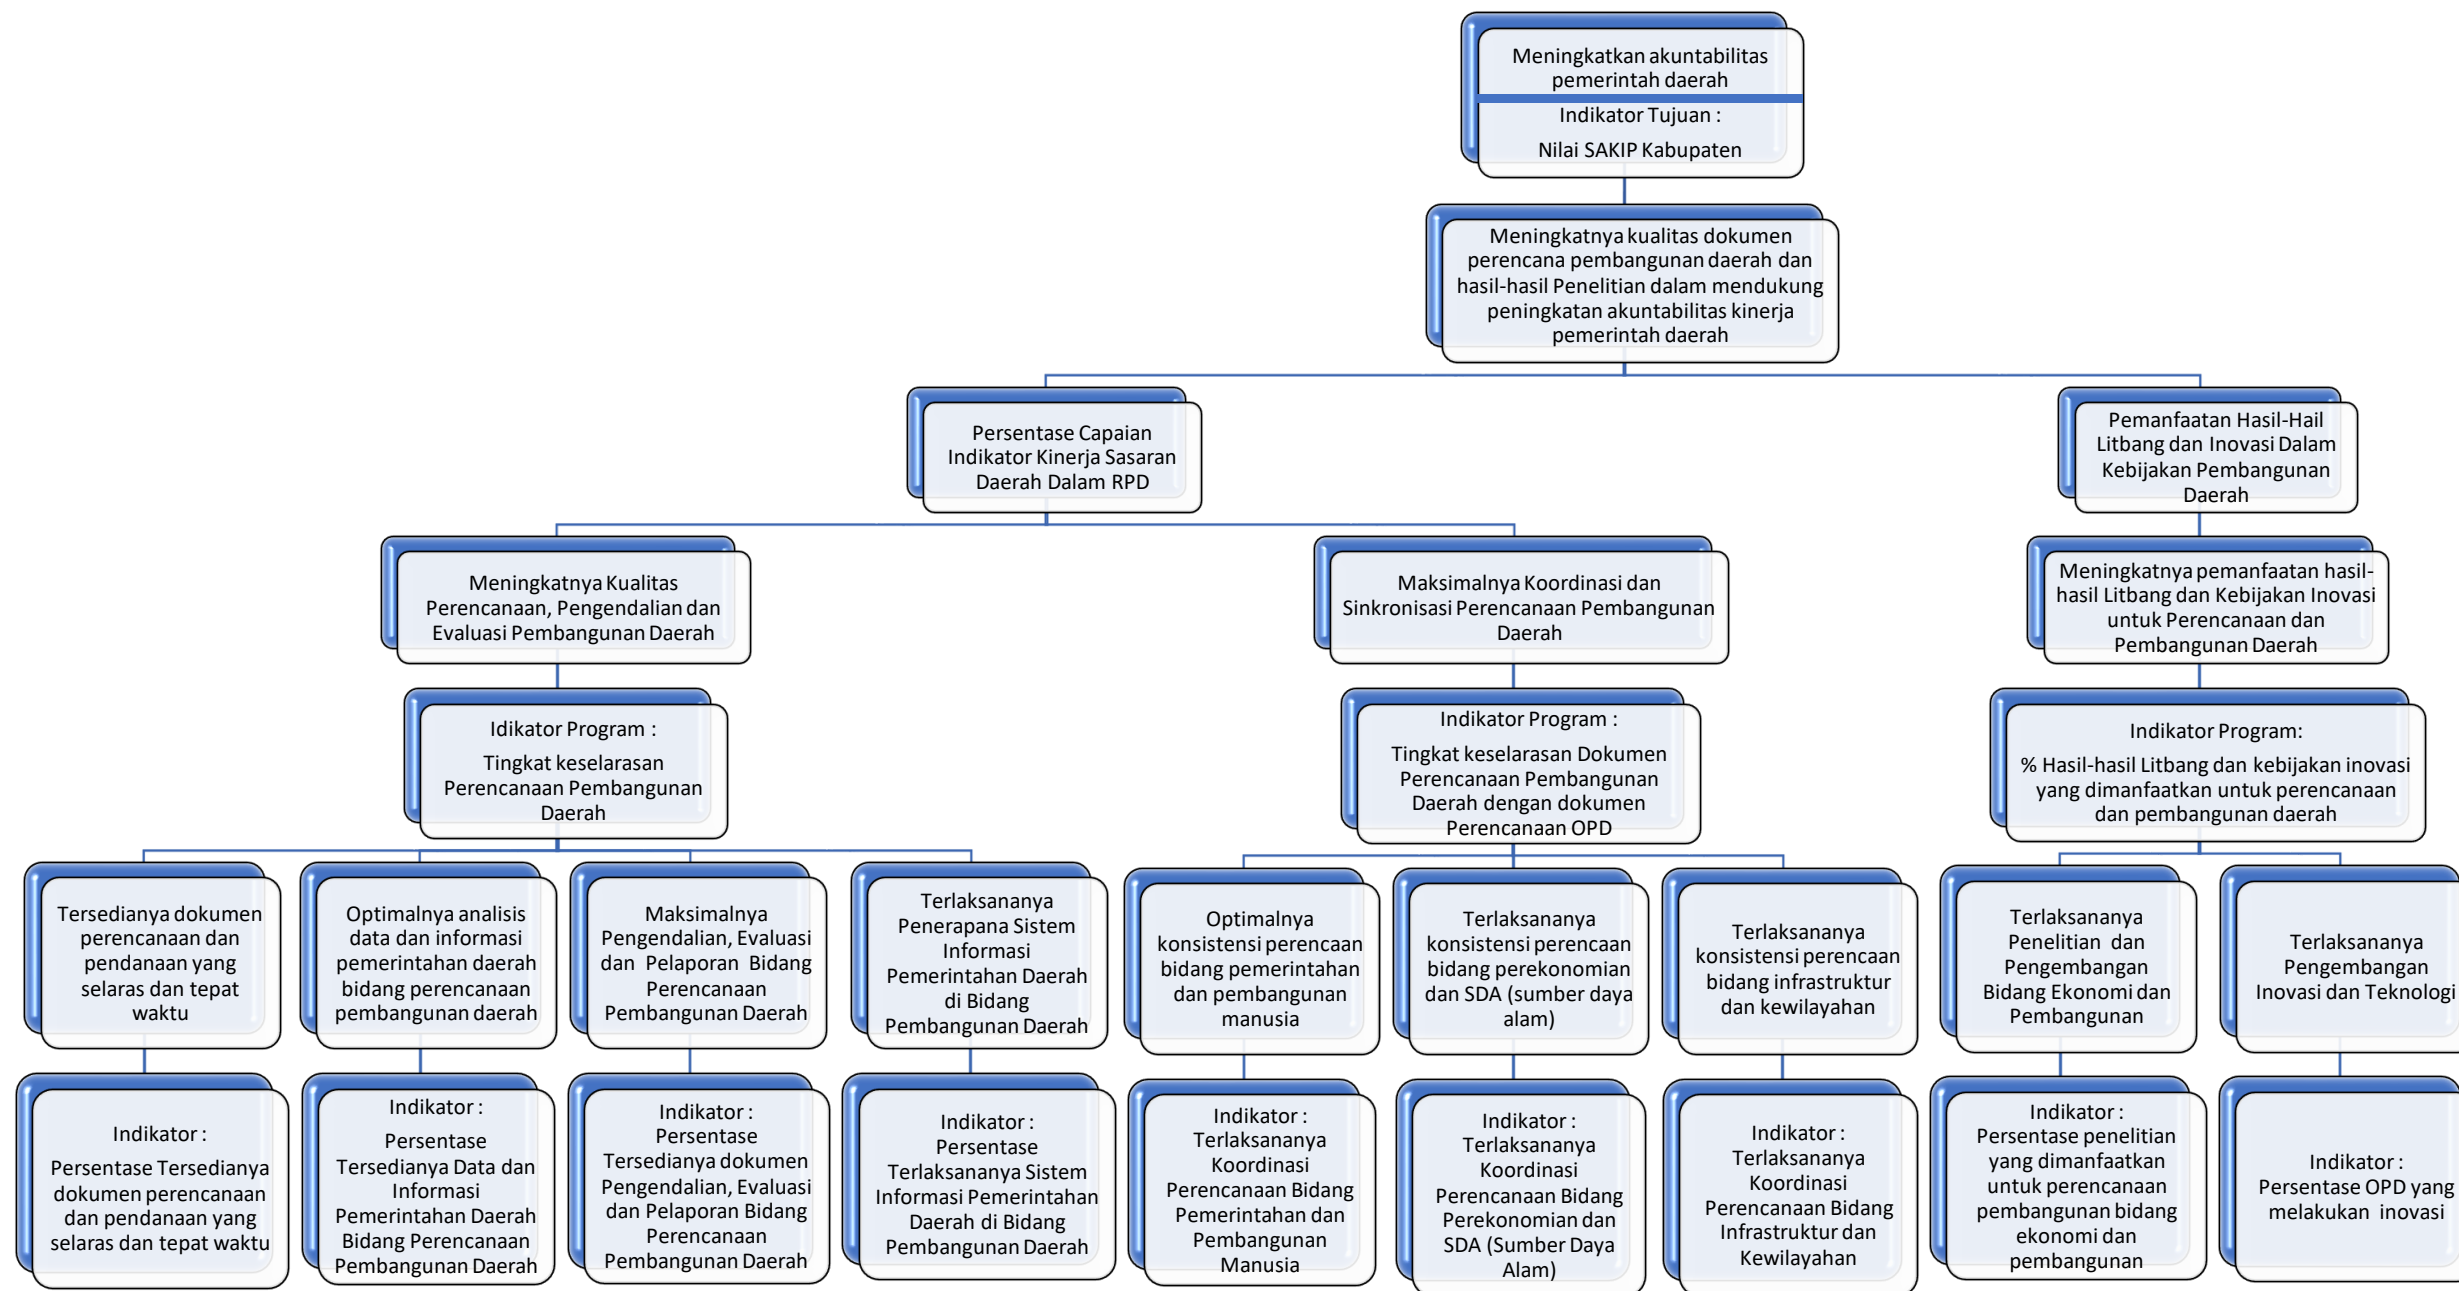 Meningkatkan akuntabilitas
pemerintah daerah
Indikator Tujuan :
Nilai SAKIP Kabupaten
Meningkatnya kualitas dokumen
perencana pembangunan daerah dan
hasil-hasil Penelitian dalam mendukung
peningkatan akuntabilitas kinerja
pemerintah daerah
Persentase Capaian
Indikator Kinerja Sasaran
Daerah Dalam RPD
Pemanfaatan Hasil-Hail
Litbang dan Inovasi Dalam
Kebijakan Pembangunan
Daerah
Meningkatnya Kualitas
Perencanaan, Pengendalian dan
Evaluasi Pembangunan Daerah
Maksimalnya Koordinasi dan
Sinkronisasi Perencanaan Pembangunan
Daerah
Meningkatnya pemanfaatan hasil-
hasil Litbang dan Kebijakan Inovasi
untuk Perencanaan dan
Pembangunan Daerah
Idikator Program :
Tingkat keselarasan
Perencanaan Pembangunan
Daerah
Indikator Program :
Tingkat keselarasan Dokumen
Perencanaan Pembangunan
Daerah dengan dokumen
Perencanaan OPD
Indikator Program:
% Hasil-hasil Litbang dan kebijakan inovasi
yang dimanfaatkan untuk perencanaan
dan pembangunan daerah
Tersedianya dokumen
perencanaan dan
pendanaan yang
selaras dan tepat
waktu
Optimalnya analisis
data dan informasi
pemerintahan daerah
bidang perencanaan
pembangunan daerah
Maksimalnya
Pengendalian, Evaluasi
dan Pelaporan Bidang
Perencanaan
Pembangunan Daerah
Terlaksananya
Penerapana Sistem
Informasi
Pemerintahan Daerah
di Bidang
Pembangunan Daerah
Optimalnya
konsistensi perencaan
bidang pemerintahan
dan pembangunan
manusia
Terlaksananya
konsistensi perencaan
bidang perekonomian
dan SDA (sumber daya
alam)
Terlaksananya
konsistensi perencaan
bidang infrastruktur
dan kewilayahan
Terlaksananya
Penelitian dan
Pengembangan
Bidang Ekonomi dan
Pembangunan
Terlaksananya
Pengembangan
Inovasi dan Teknologi
Indikator :
Persentase Tersedianya
dokumen perencanaan
dan pendanaan yang
selaras dan tepat waktu
Indikator :
Persentase
Tersedianya Data dan
Informasi
Pemerintahan Daerah
Bidang Perencanaan
Pembangunan Daerah
Indikator :
Persentase
Tersedianya dokumen
Pengendalian, Evaluasi
dan Pelaporan Bidang
Perencanaan
Pembangunan Daerah
Indikator :
Persentase
Terlaksananya Sistem
Informasi Pemerintahan
Daerah di Bidang
Pembangunan Daerah
Indikator :
Terlaksananya
Koordinasi
Perencanaan Bidang
Pemerintahan dan
Pembangunan
Manusia
Indikator :
Terlaksananya
Koordinasi
Perencanaan Bidang
Perekonomian dan
SDA (Sumber Daya
Alam)
Indikator :
Terlaksananya
Koordinasi
Perencanaan Bidang
Infrastruktur dan
Kewilayahan
Indikator :
Persentase penelitian
yang dimanfaatkan
untuk perencanaan
pembangunan bidang
ekonomi dan
pembangunan
Indikator :
Persentase OPD yang
melakukan inovasi